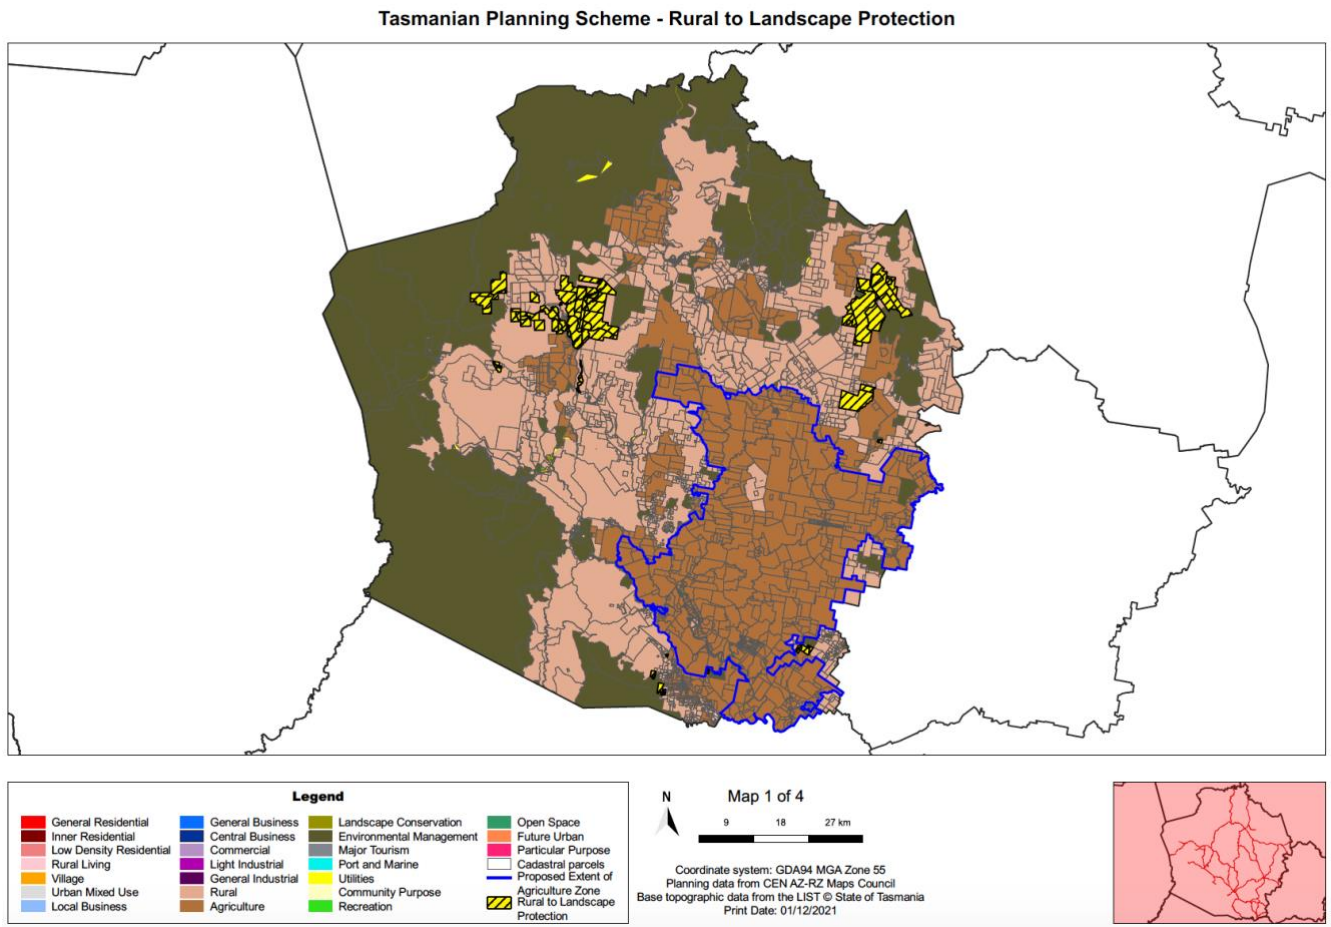 Tasmanian Planning Scheme - Rural to Landscape Protection
Legend
General Residential
Inner Residential
Low Density Residential
Rural Living
Village
Urban Mixed Use
Local Business
General Business
Central Business
Commercial
Light Industrial
General Industrial
Rural
Agriculture
Landscape Conservation
Environmental Management
Major Tourism
Port and Marine
Utilities
Community Purpose
Recreation
Open Space
Future Urban
Particular Purpose
Cadastral parcels
Proposed Extent of
Agriculture Zone
Rural to Landscape
Protection
N
Map 1 of 4
9 18 27 km
Coordinate system: GDA94 MGA Zone 55
Planning data from CEN AZ-RZ Maps Council
Base topographic data from the LIST © State of Tasmania
Print Date: 01/12/2021